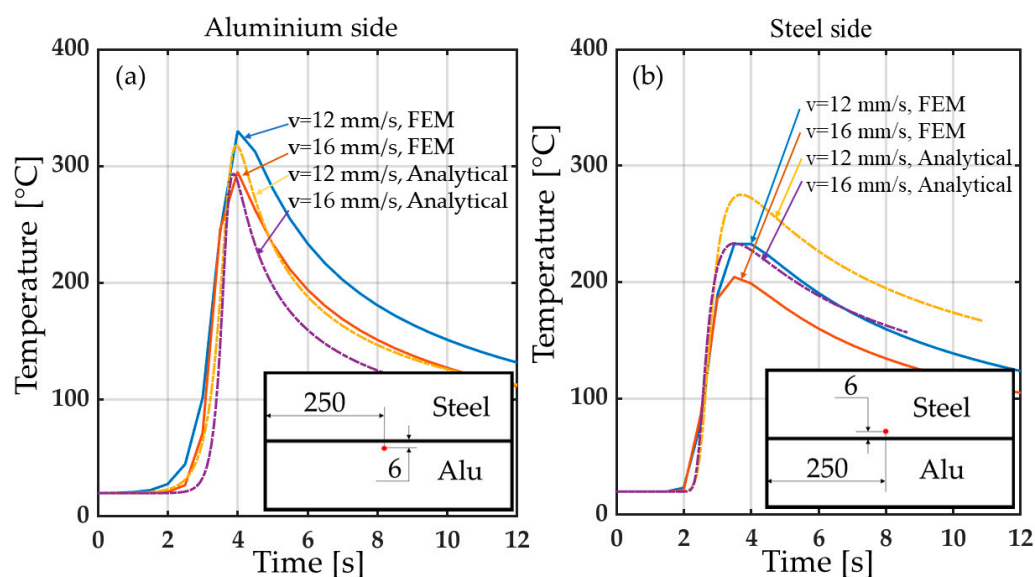 Aluminium side
(a)
400
300
200
100
0
Temperature [°C]
v=12 mm/s, FEM
v=16 mm/s, FEM
v=12 mm/s, Analytical
v=16 mm/s, Analytical
250
Steel
6
Alu
0 2 4 6 8 10 12
Time [s]
Steel side
(b)
400
300
200
100
0
Temperature [°C]
v=12 mm/s, FEM
v=16 mm/s, FEM
v=12 mm/s, Analytical
v=16 mm/s, Analytical
6
Steel
250
Alu
0 2 4 6 8 10 12
Time [s]